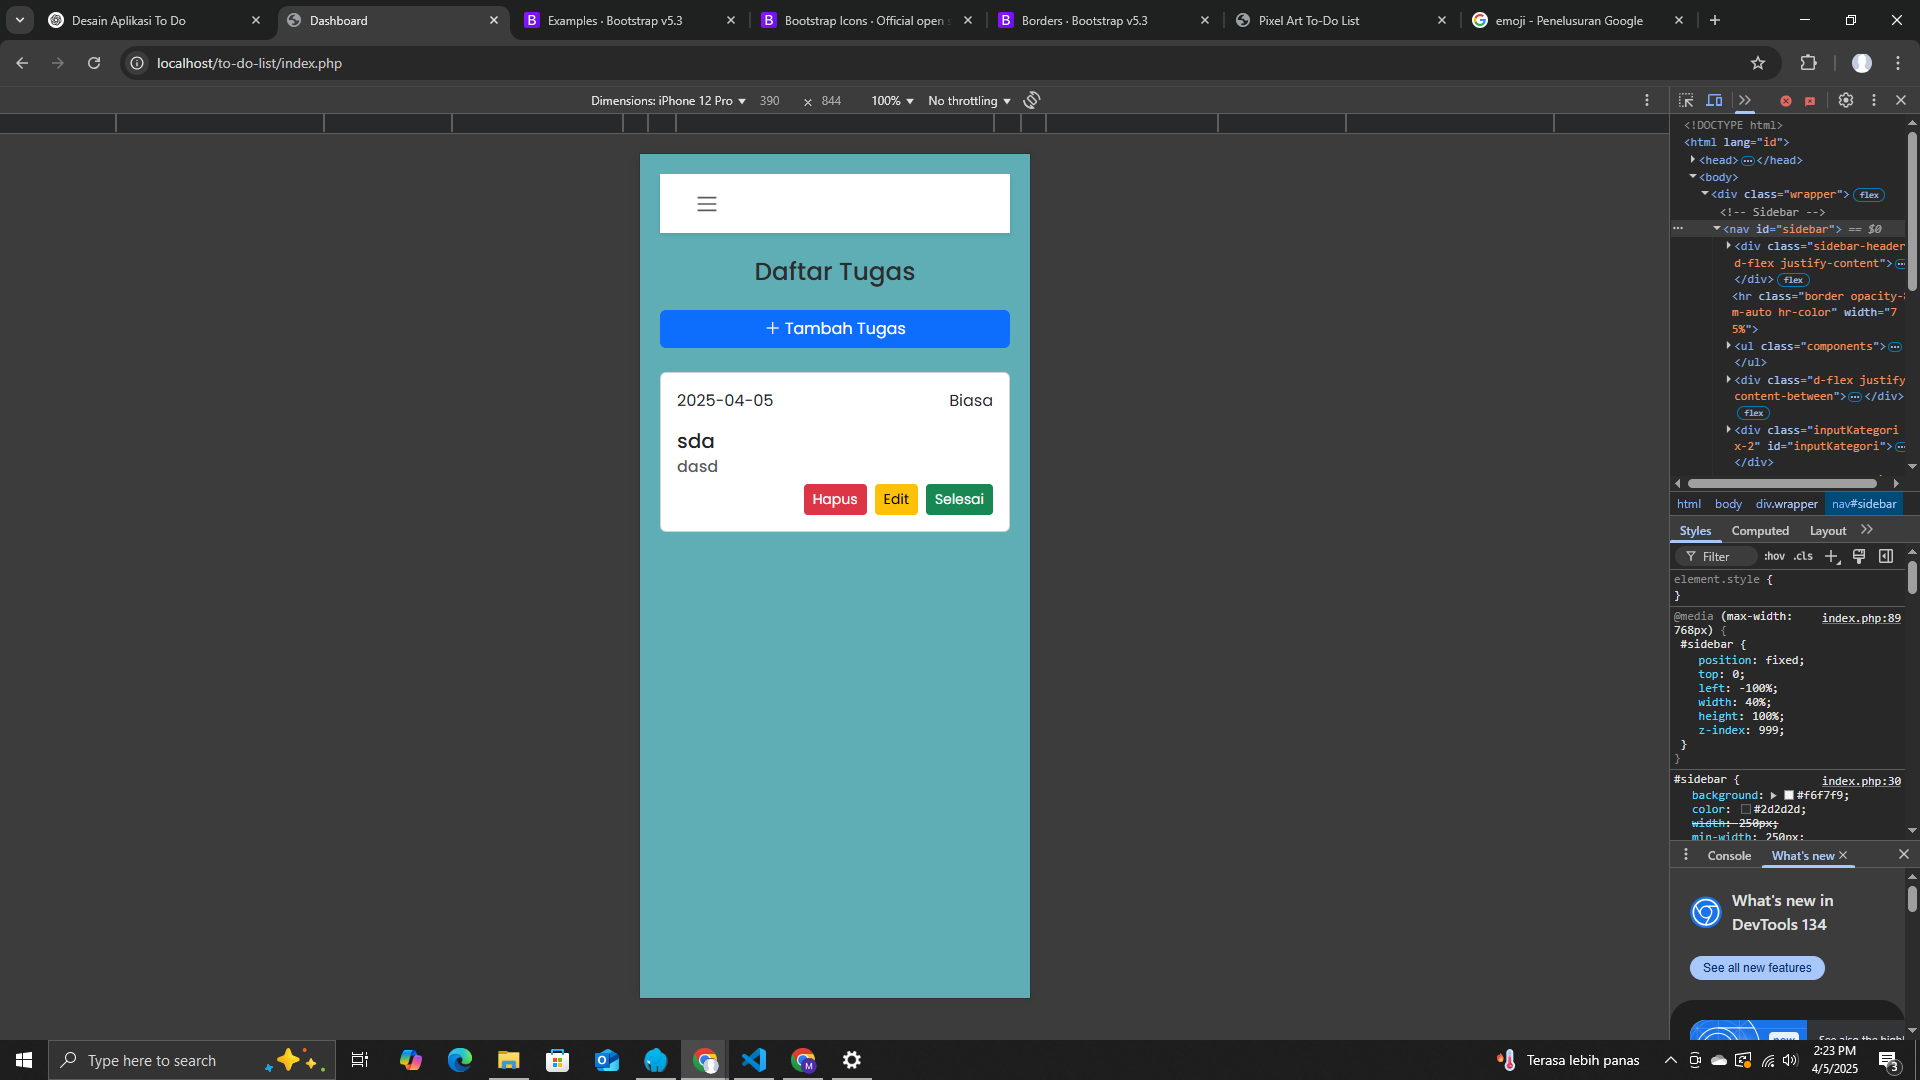 Desain Aplikasi To Do
Dashboard
Examples · Bootstrap v5.3
Bootstrap Icons · Official open s
Borders · Bootstrap v5.3
Pixel Art To-Do List
emoji - Penelusuran Google
localhost/to-do-list/index.php
Dimensions: iPhone 12 Pro 390 × 844 100% No throttling
Daftar Tugas
+ Tambah Tugas
2025-04-05 Biasa
sda
dasd
Hapus Edit Selesai
<!DOCTYPE html>
<html lang="id">
<head> ··· </head>
<body>
<div class="wrapper"> flex
<!-- Sidebar -->
··· <nav id="sidebar"> == $0
<div class="sidebar-header
d-flex justify-content"> ···
</div> flex
<hr class="border opacity-
m-auto hr-color" width="7
5%">
<ul class="components"> ···
</ul>
<div class="d-flex justify
content-between"> ··· </div>
flex
<div class="inputKategori
x-2" id="inputKategori"> ···
</div>
html body div.wrapper nav#sidebar
Styles Computed Layout
Filter :hov .cls
element.style {
}
@media (max-width: index.php:89
768px) {
#sidebar {
position: fixed;
top: 0;
left: -100%;
width: 40%;
height: 100%;
z-index: 999;
}
}
#sidebar { index.php:30
background: #f6f7f9;
color: #2d2d2d;
width: 250px;
min-width: 250px;
Console What's new
What's new in
DevTools 134
See all new features
new
See also the highl
Type here to search
M
Terasa lebih panas
2:23 PM
4/5/2025
3